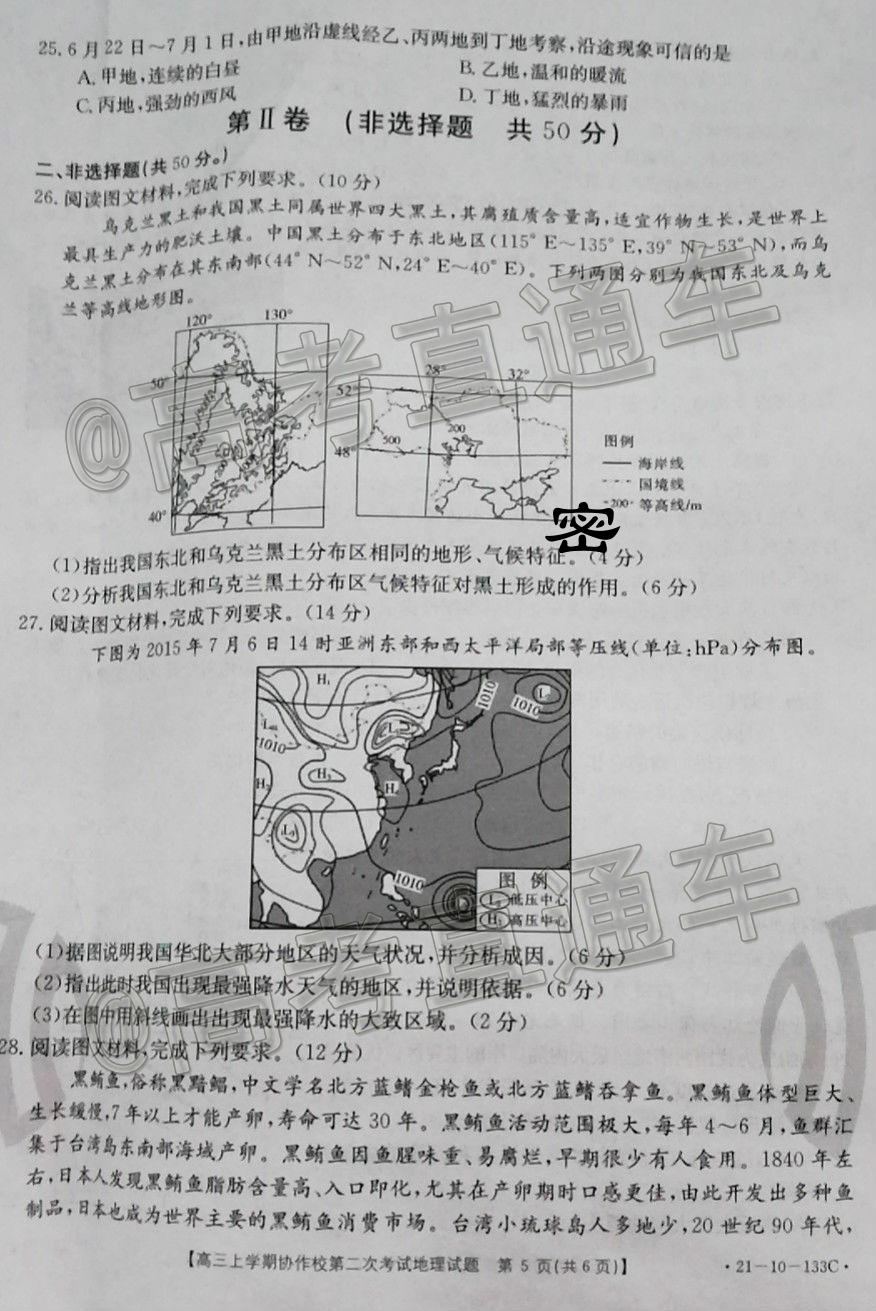 25.6月22日～7月1日,由甲地沿虚线经乙、丙两地到丁地考察,沿途现象可信的是
A.甲地,连续的白昼 B.乙地,温和的暖流
C.丙地,强劲的西风 D.丁地,猛烈的暴雨
第Ⅱ卷 (非选择题 共50分)
二、非选择题(共50分。)
26.阅读图文材料,完成下列要求。(10分)
乌克兰黑土和我国黑土同属世界四大黑土,其腐殖质含量高,适宜作物生长,是世界上
最具生产力的肥沃土壤。中国黑土分布于东北地区(115°E～135°E,39°N～53°N),而乌
克兰黑土分布在其东南部(44°N～52°N,24°E～40°E)。下列两图分别为我国东北及乌克
兰等高线地形图。
120° 130°
50°
40°
28° 32°
52°
48°
500 200
图例
海岸线
国境线
200 等高线/m
@高考直通车
密
(1)指出我国东北和乌克兰黑土分布区相同的地形、气候特征。(4分)
(2)分析我国东北和乌克兰黑土分布区气候特征对黑土形成的作用。(6分)
27.阅读图文材料,完成下列要求。(14分)
下图为2015年7月6日14时亚洲东部和西太平洋局部等压线(单位:hPa)分布图。
H₁
1010
1010
1010
H₂
H₃
1010
图 例
低压中心
高压中心
@高考直通车
(1)据图说明我国华北大部分地区的天气状况,并分析成因。(6分)
(2)指出此时我国出现最强降水天气的地区,并说明依据。(6分)
(3)在图中用斜线画出出现最强降水的大致区域。(2分)
28.阅读图文材料,完成下列要求。(12分)
黑鲔鱼,俗称黑暗鳎,中文学名北方蓝鳍金枪鱼或北方蓝鳍吞拿鱼。黑鲔鱼体型巨大、
生长缓慢,7年以上才能产卵,寿命可达30年。黑鲔鱼活动范围极大,每年4～6月,鱼群汇
集于台湾岛东南部海域产卵。黑鲔鱼因鱼腥味重、易腐烂,早期很少有人食用。1840年左
右,日本人发现黑鲔鱼脂肪含量高、入口即化,尤其在产卵期时口感更佳,由此开发出多种鱼
制品,日本也成为世界主要的黑鲔鱼消费市场。台湾小琉球岛人多地少,20世纪90年代,
【高三上学期协作校第二次考试地理试题 第5页(共6页)】 ·21-10-133C·